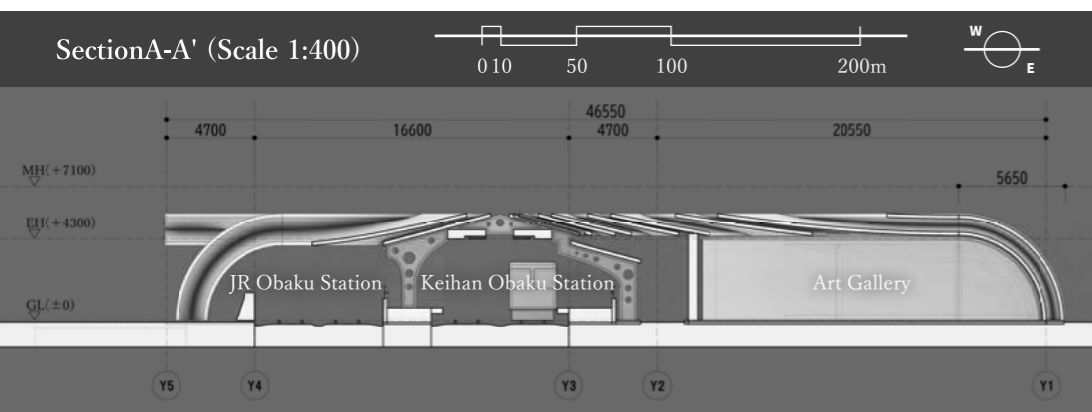 SectionA-A' (Scale 1:400)
0 10 50 100 200m
W
E
46550
4700 16600 4700 20550
MH(+7100)
5650
EH(+4300)
JR Obaku Station Keihan Obaku Station Art Gallery
GL(±0)
Y5 Y4 Y3 Y2 Y1